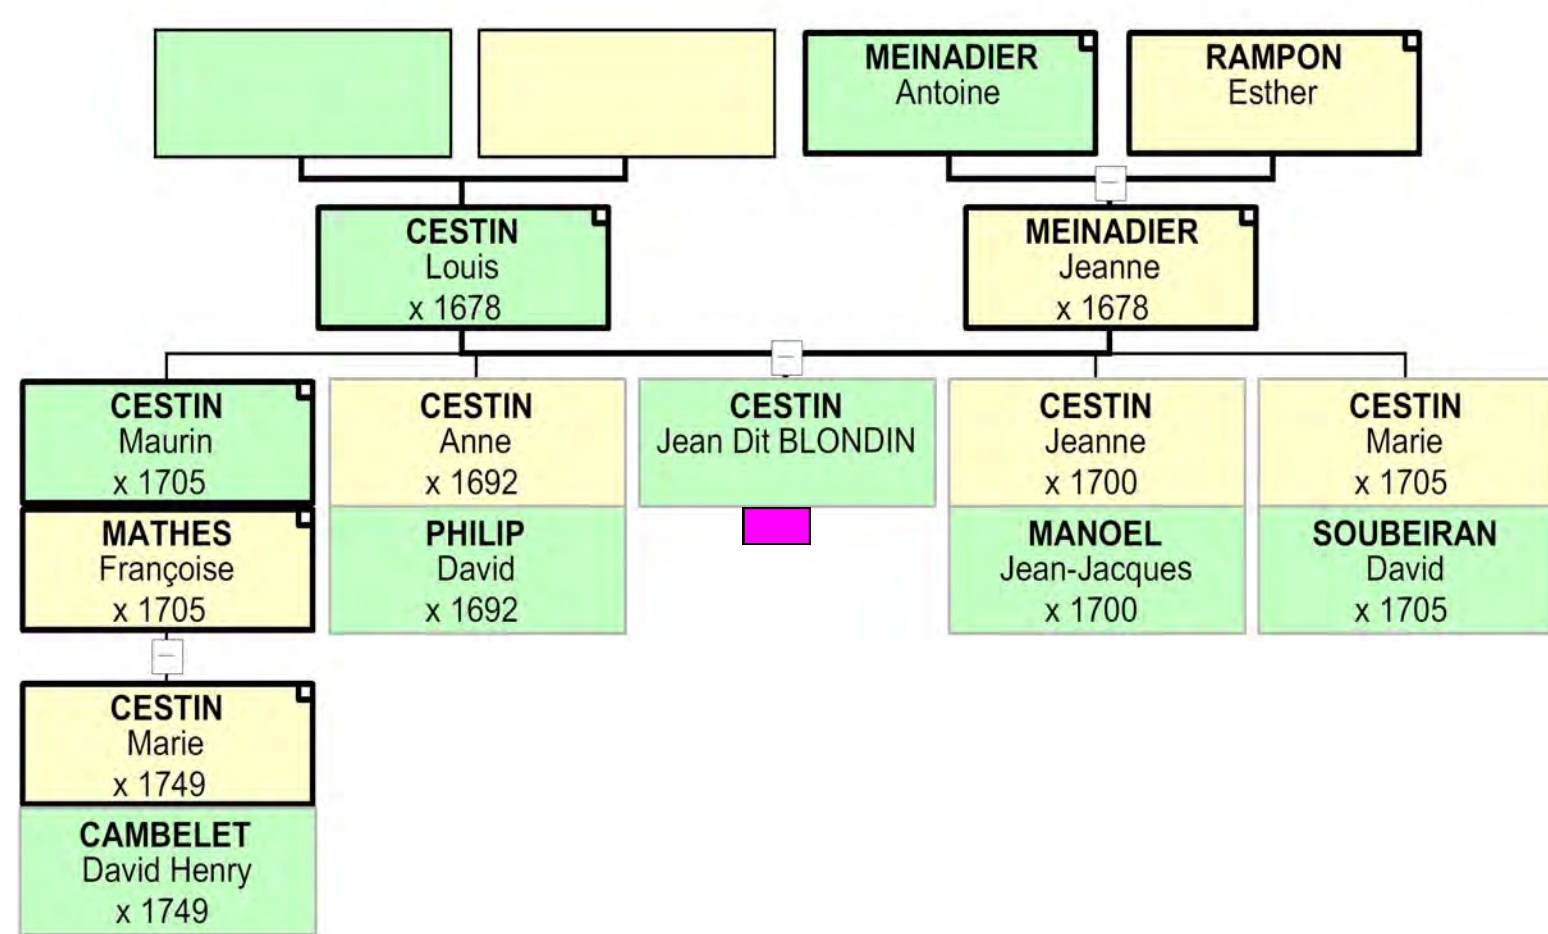 MEINADIER
Antoine
RAMPON
Esther
CESTIN
Louis
x 1678
MEINADIER
Jeanne
x 1678
CESTIN
Maurin
x 1705
CESTIN
Anne
x 1692
CESTIN
Jean Dit BLONDIN
CESTIN
Jeanne
x 1700
CESTIN
Marie
x 1705
MATHES
Françoise
x 1705
PHILIP
David
x 1692
MANOEL
Jean-Jacques
x 1700
SOUBEIRAN
David
x 1705
CESTIN
Marie
x 1749
CAMBELET
David Henry
x 1749